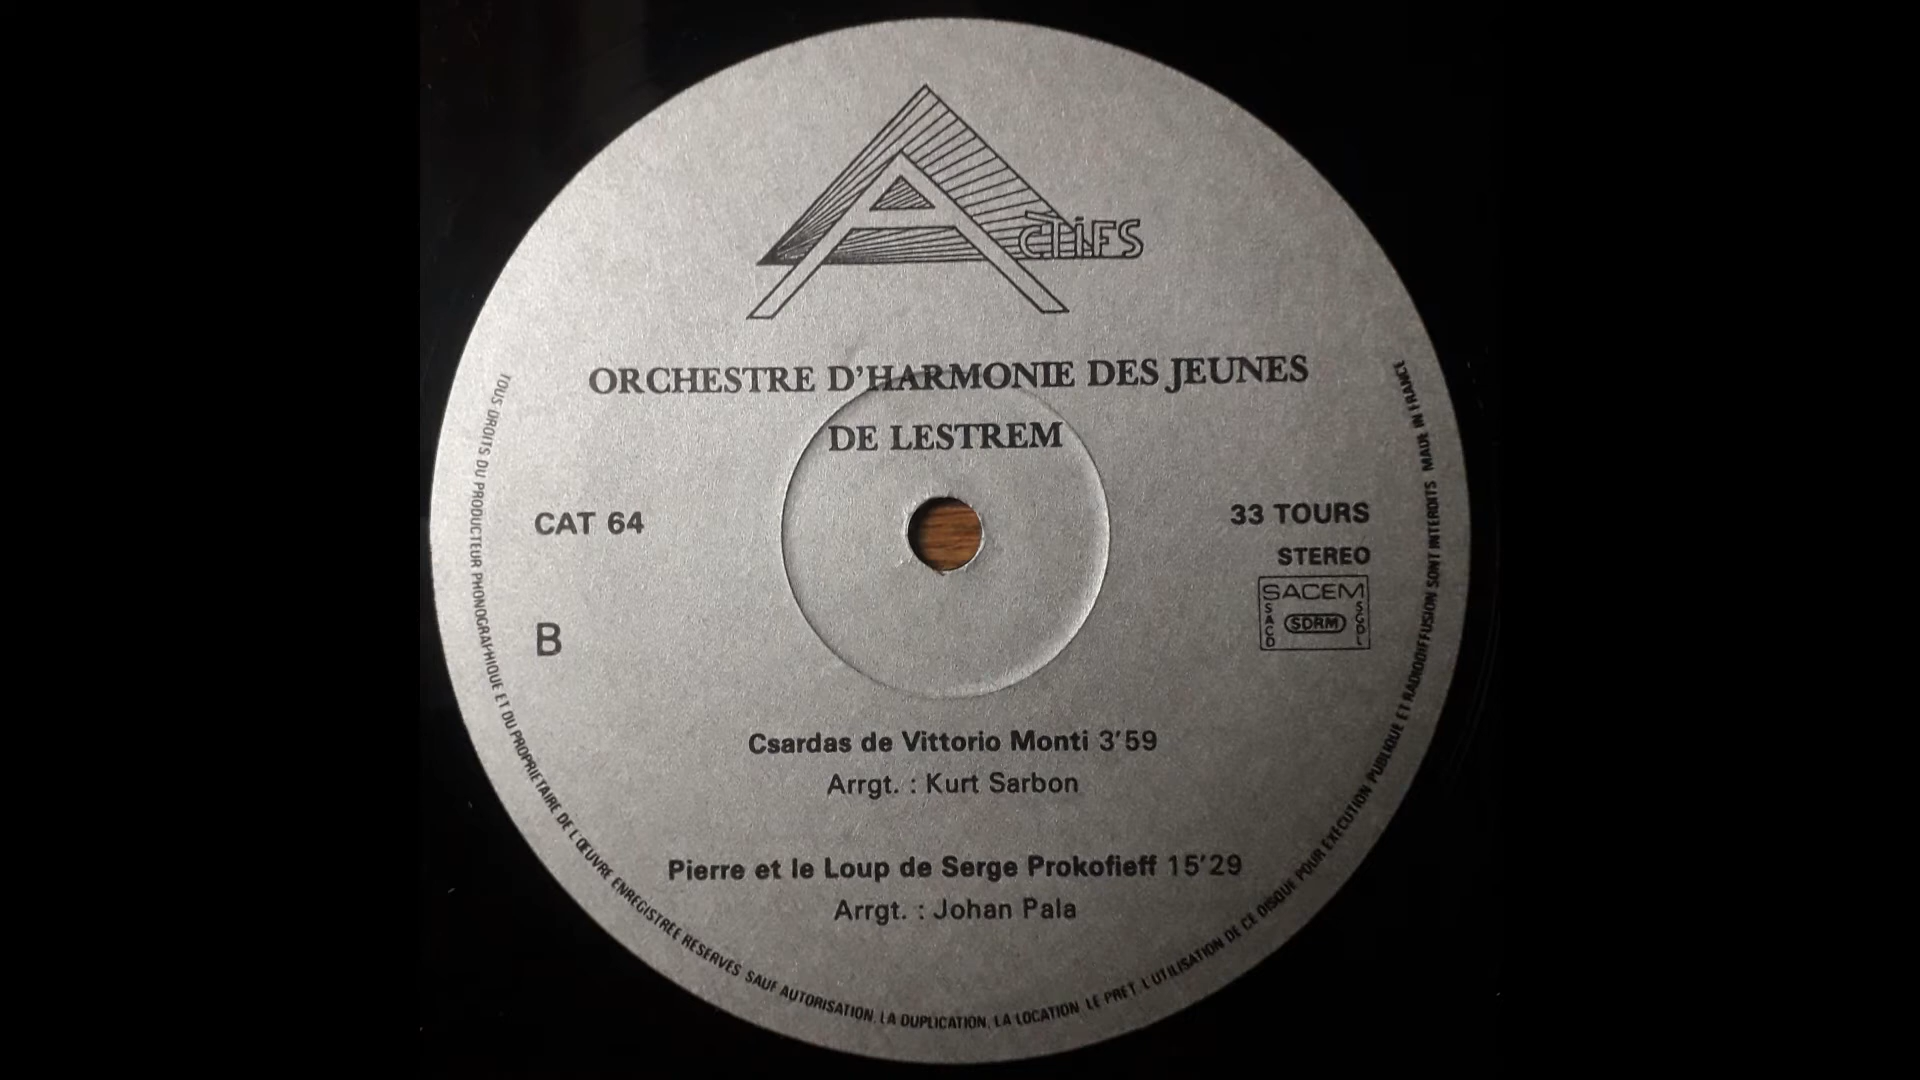 ActiFS
ORCHESTRE D'HARMONIE DES JEUNES
DE LESTREM
CAT 64
33 TOURS
STEREO
SACEM
SACD
SDRM
SGDL
B
Csardas de Vittorio Monti 3'59
Arrgt. : Kurt Sarbon
Pierre et le Loup de Serge Prokofieff 15'29
Arrgt. : Johan Pala
TOUS DROITS DU PRODUCTEUR PHONOGRAPHIQUE ET DU PROPRIETAIRE DE L'ŒUVRE ENREGISTREE RESERVES SAUF AUTORISATION, LA DUPLICATION, LA LOCATION LE PRET, L'UTILISATION DE CE DISQUE POUR EXÉCUTION PUBLIQUE ET RADIODIFFUSION SONT INTERDITS MADE IN FRANCE